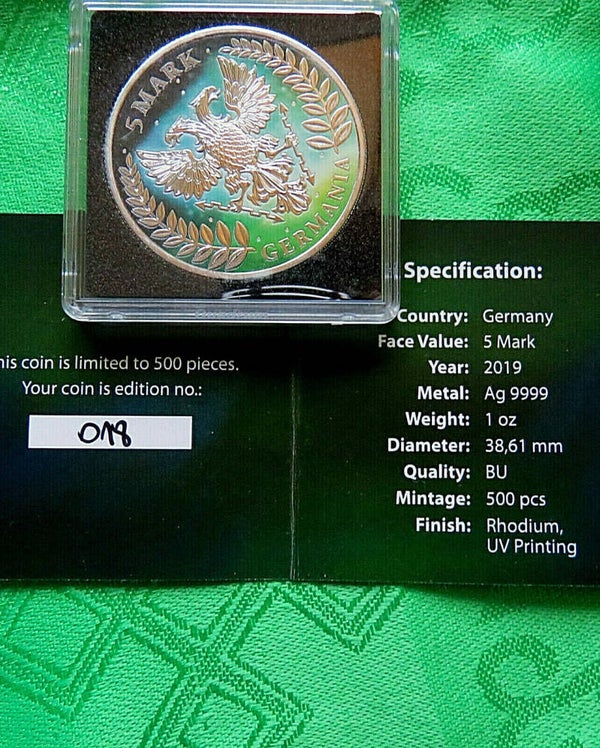 5 MARK
GERMANIA
his coin is limited to 500 pieces.
Your coin is edition no.:
018
Specification:
Country: Germany
Face Value: 5 Mark
Year: 2019
Metal: Ag 9999
Weight: 1 oz
Diameter: 38,61 mm
Quality: BU
Mintage: 500 pcs
Finish: Rhodium,
UV Printing